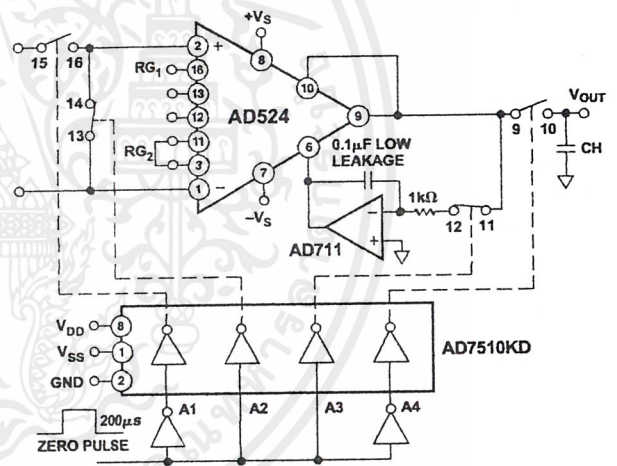 +VS
8
15
16
2
+
RG1
16
13
12
14
13
RG2
11
3
1
−
AD524
10
9
6
7
−VS
0.1µF LOW
LEAKAGE
1kΩ
−
+
AD711
12
11
9
10
VOUT
CH
VDD
8
VSS
1
GND
2
AD7510KD
A1
A2
A3
A4
200µs
ZERO PULSE